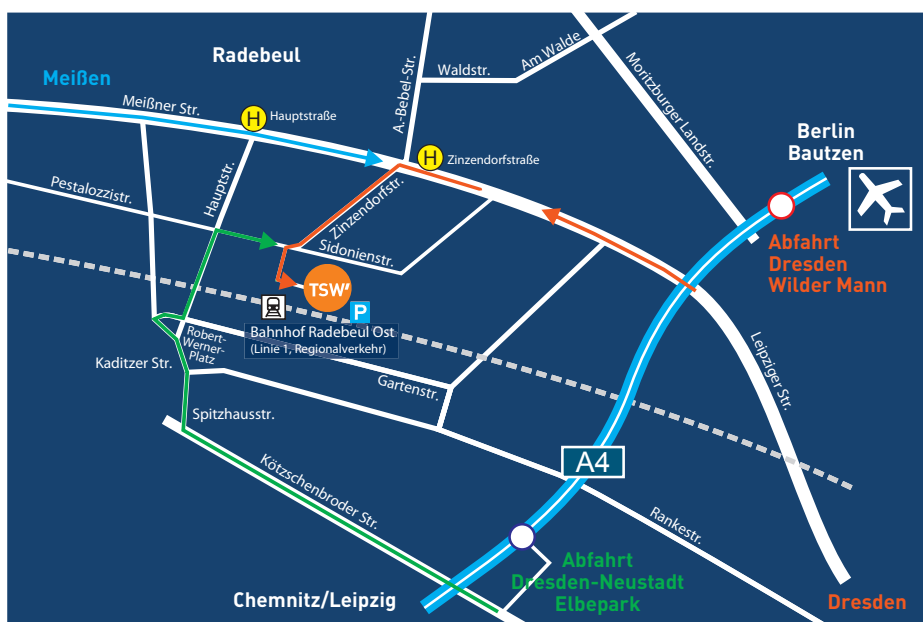 Radebeul
Meißen
Meißner Str.
H
Hauptstraße
A.-Bebel-Str.
Waldstr.
Am Walde
Moritzburger Landstr.
Berlin
Bautzen
H
Zinzendorfstraße
Pestalozzistr.
Hauptstr.
Zinzendorfstr.
Sidonienstr.
Abfahrt
Dresden
Wilder Mann
TSW'
P
Bahnhof Radebeul Ost
(Linie 1, Regionalverkehr)
Robert-
Werner-
Platz
Kaditzer Str.
Gartenstr.
Leipziger Str.
Spitzhausstr.
A4
Kötzschenbroder Str.
Rankestr.
Abfahrt
Dresden-Neustadt
Elbepark
Chemnitz/Leipzig
Dresden